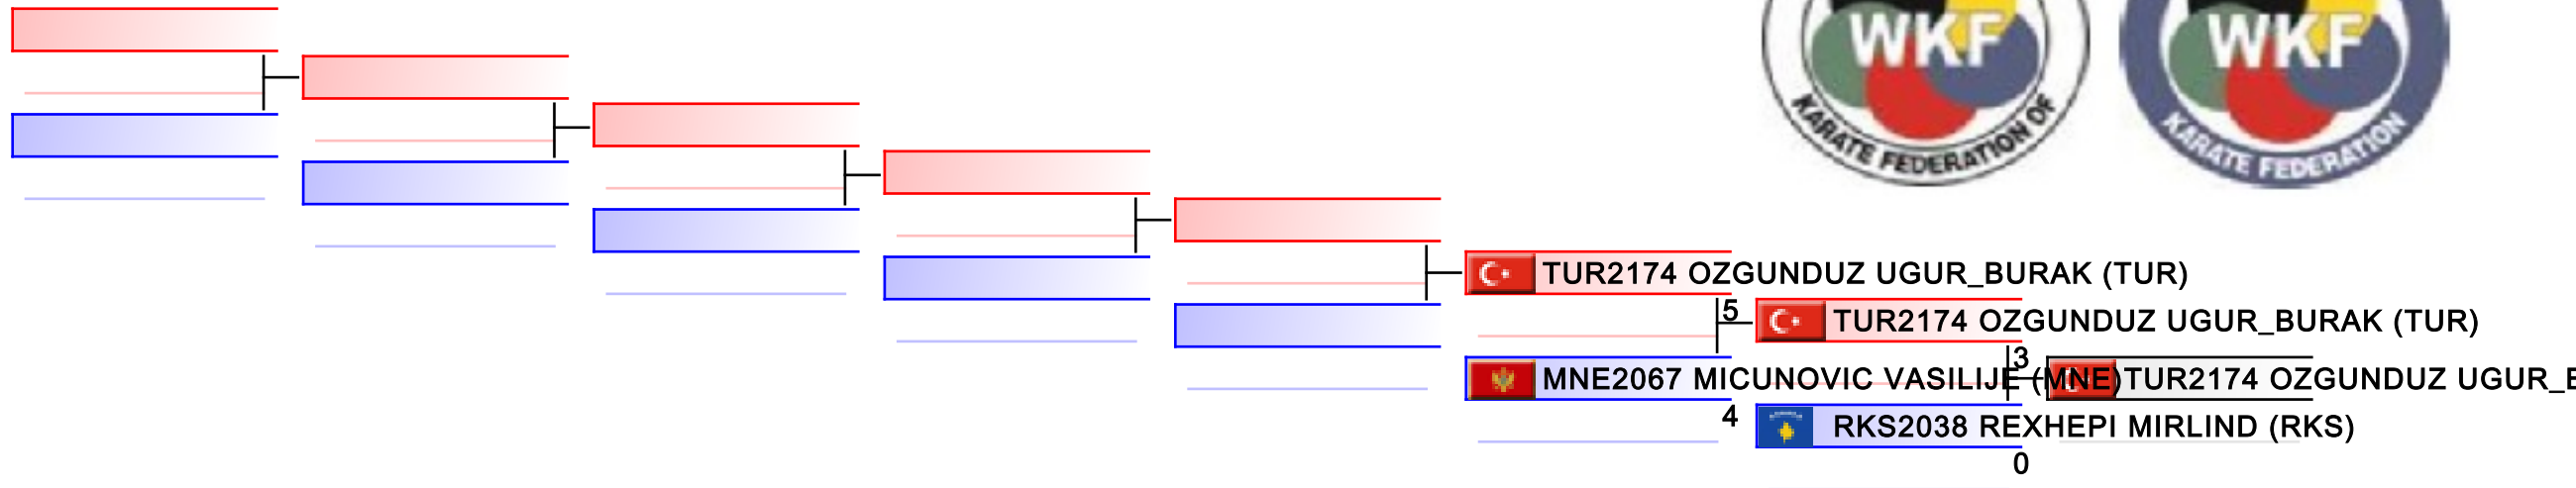 WKF
KARATE FEDERATION OF
WKF
KARATE FEDERATION
TUR2174 OZGUNDUZ UGUR_BURAK (TUR)
5
TUR2174 OZGUNDUZ UGUR_BURAK (TUR)
3
MNE2067 MICUNOVIC VASILIJE (MNE)
TUR2174 OZGUNDUZ UGUR_B
4
RKS2038 REXHEPI MIRLIND (RKS)
0